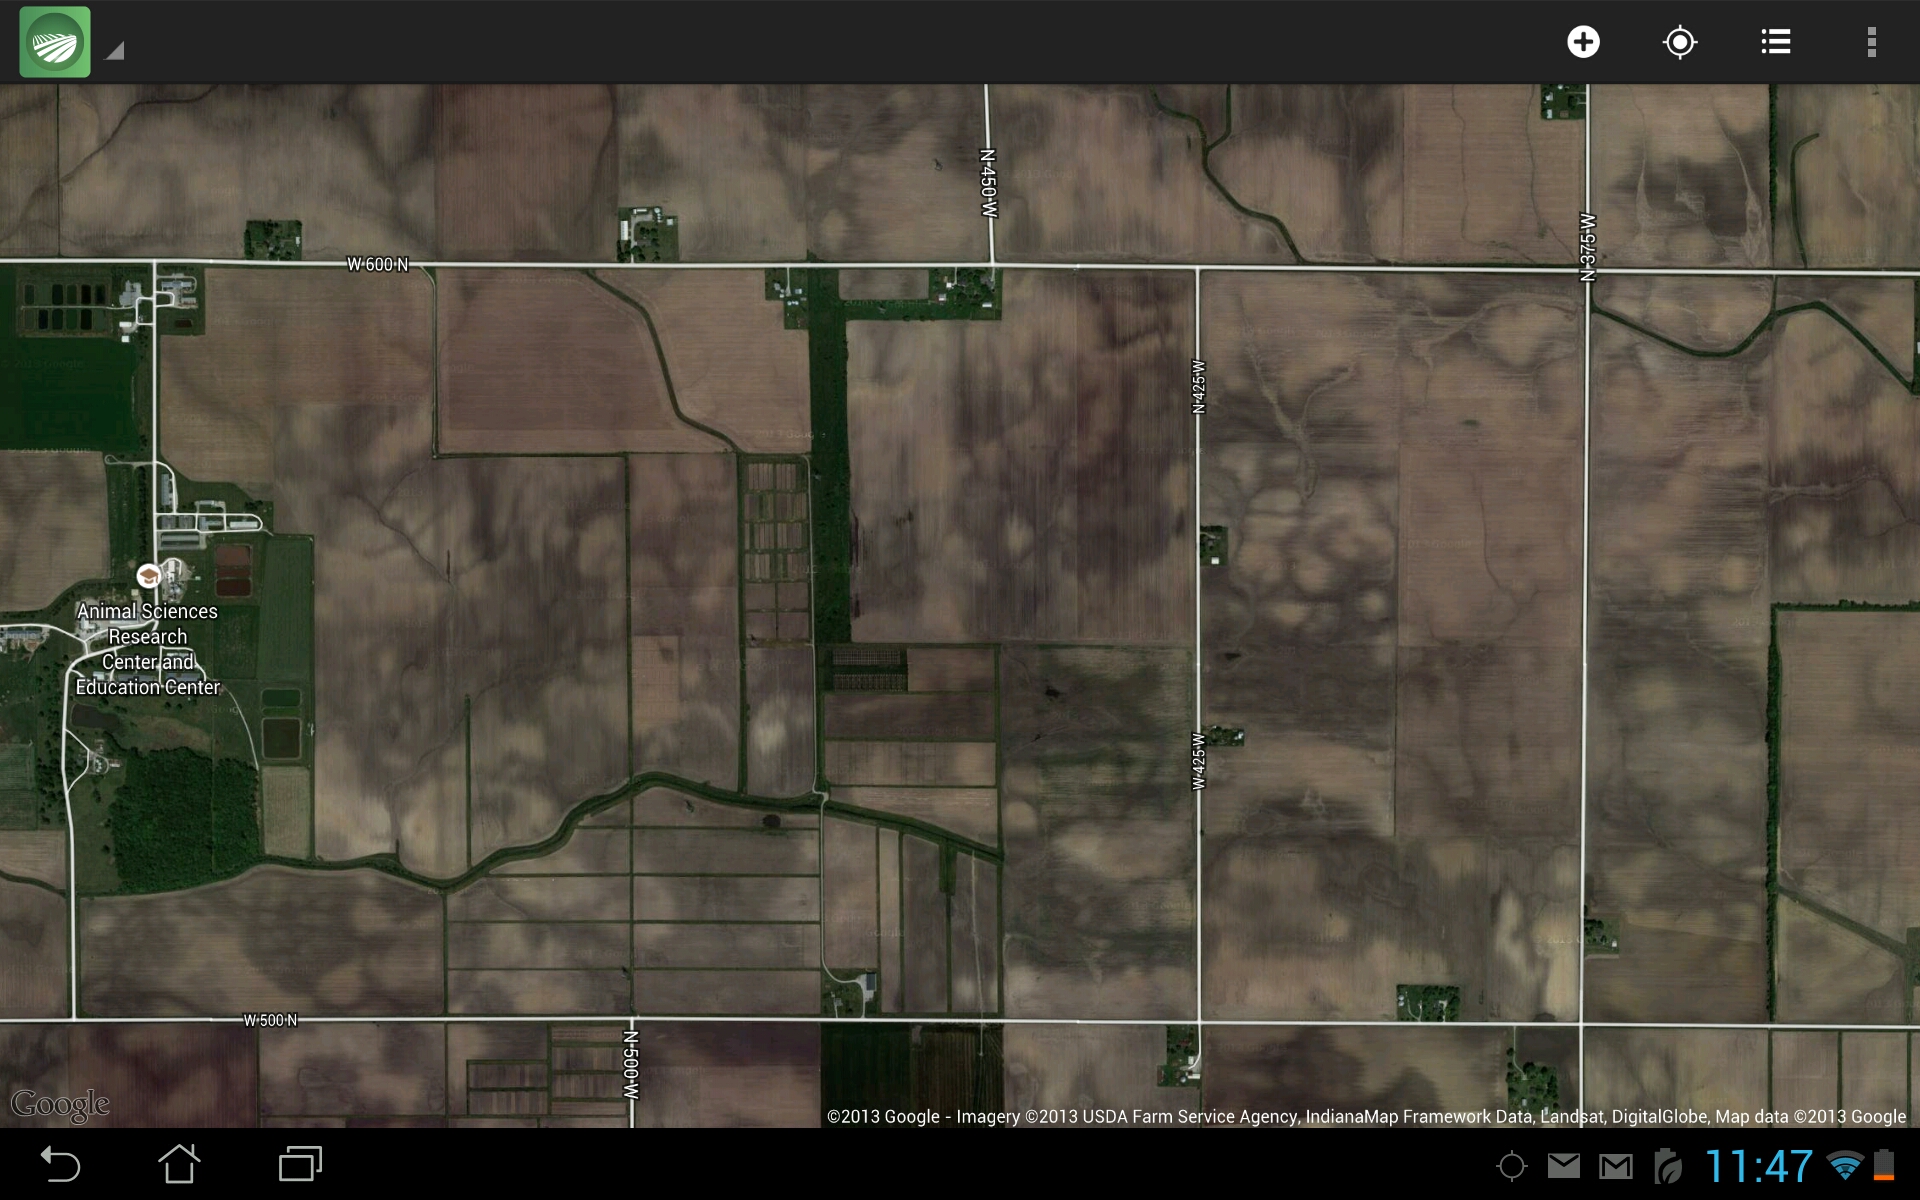 N 450 W
N 375 W
W 600 N
N 425 W
Animal Sciences
Research
Center and
Education Center
W 425 W
W 500 N
N 500 W
Google
©2013 Google - Imagery ©2013 USDA Farm Service Agency, IndianaMap Framework Data, Landsat, DigitalGlobe, Map data ©2013 Google
11:47